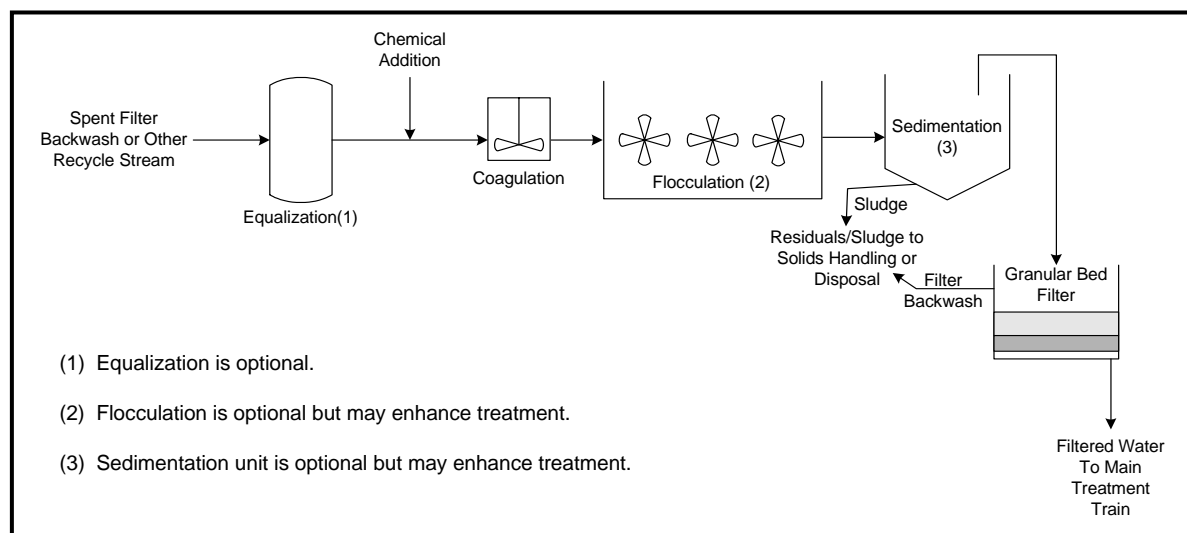 Chemical
Addition
Spent Filter
Backwash or Other
Recycle Stream
Equalization(1)
Coagulation
Flocculation (2)
Sedimentation
(3)
Sludge
Residuals/Sludge to
Solids Handling or
Disposal
Filter
Backwash
Granular Bed
Filter
Filtered Water
To Main
Treatment
Train
(1) Equalization is optional.
(2) Flocculation is optional but may enhance treatment.
(3) Sedimentation unit is optional but may enhance treatment.